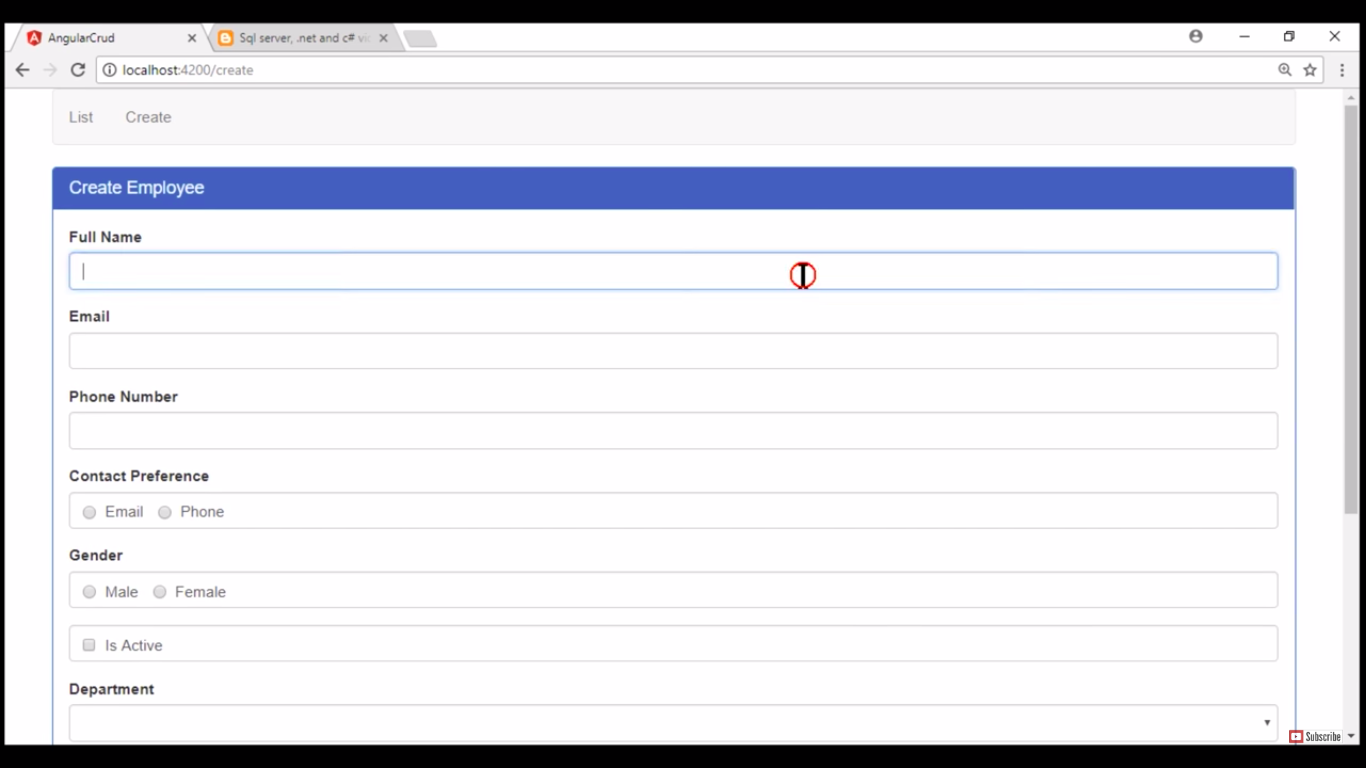 AngularCrud
Sql server, .net and c# vi
localhost:4200/create
List Create
Create Employee
Full Name
Email
Phone Number
Contact Preference
Email Phone
Gender
Male Female
Is Active
Department
Subscribe